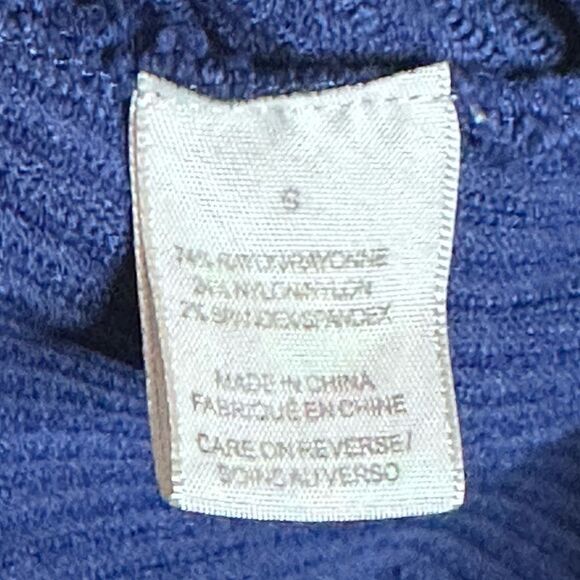 S
74% RAYON/RAYONNE
24% NYLON/NYLON
2% SPANDEX/SPANDEX
MADE IN CHINA
FABRIQUÉ EN CHINE
CARE ON REVERSE/
SOINS AU VERSO